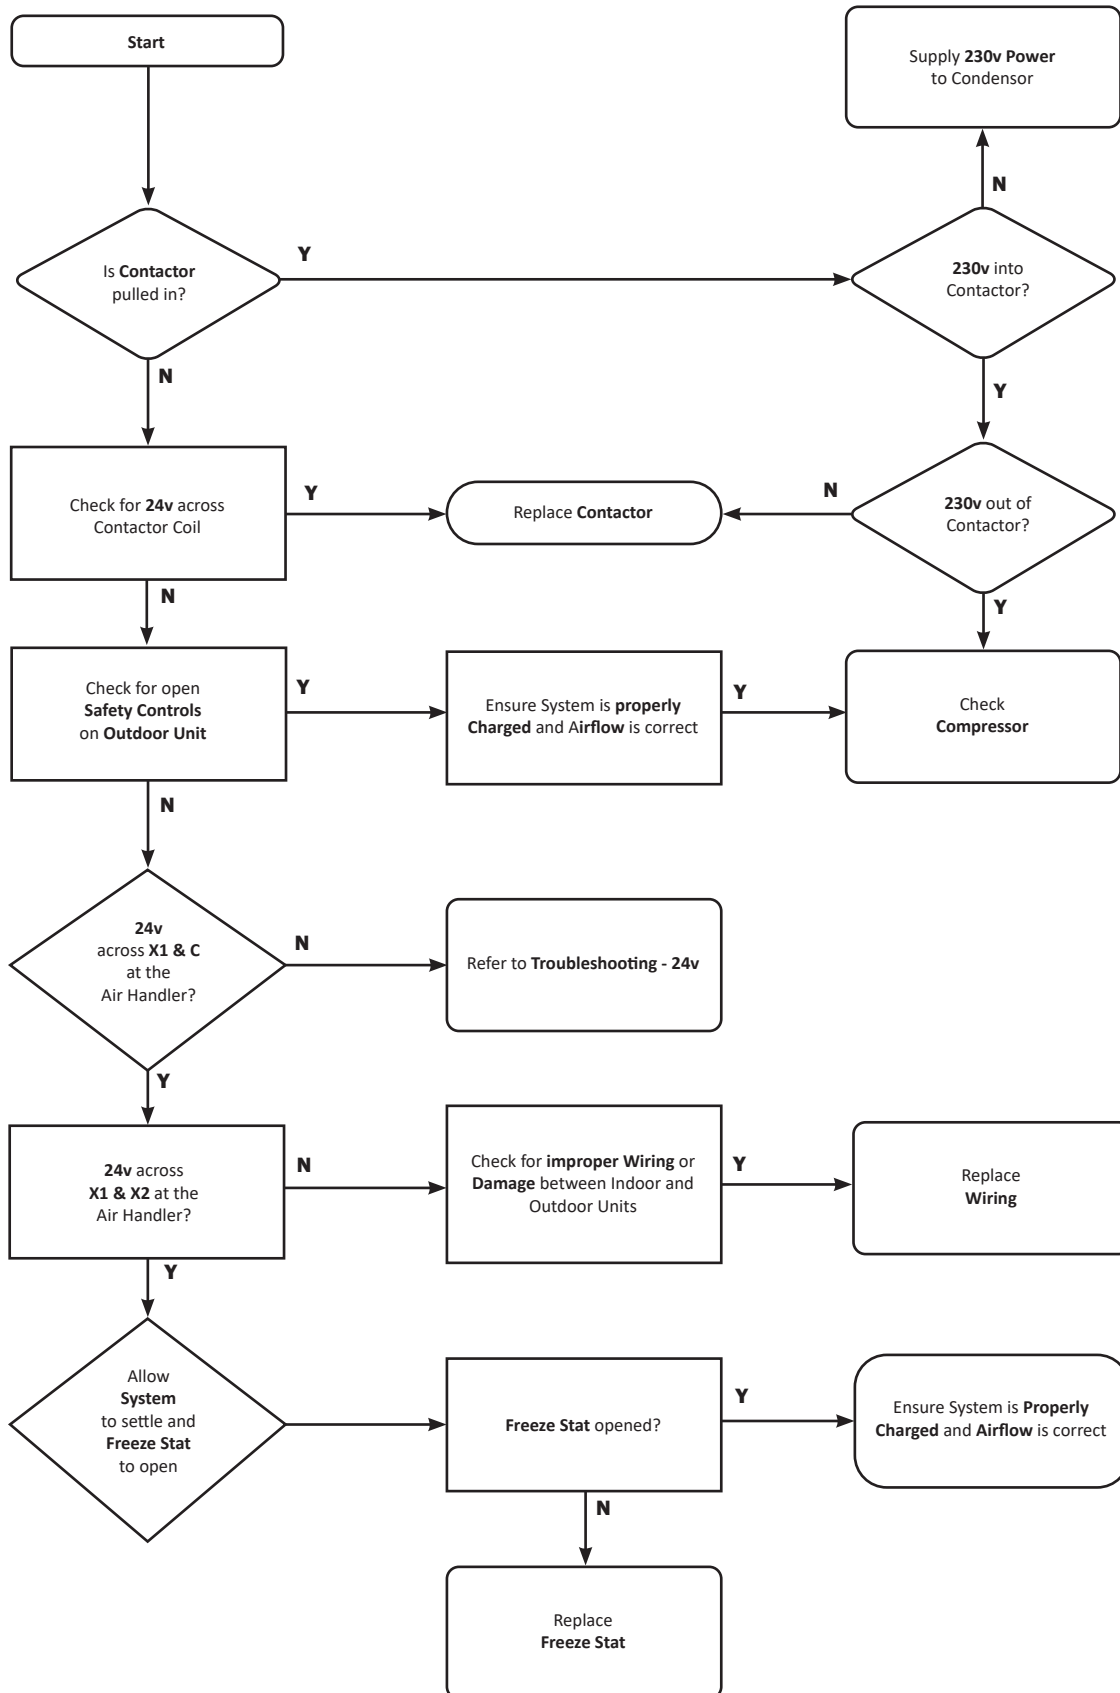 Start
Supply 230v Power
to Condensor
N
Y
Is Contactor
pulled in?
230v into
Contactor?
N
Y
Check for 24v across
Contactor Coil
Y
Replace Contactor
N
230v out of
Contactor?
N
Y
Check for open
Safety Controls
on Outdoor Unit
Y
Ensure System is properly
Charged and Airflow is correct
Y
Check
Compressor
N
24v
across X1 & C
at the
Air Handler?
N
Refer to Troubleshooting - 24v
Y
24v across
X1 & X2 at the
Air Handler?
N
Check for improper Wiring or
Damage between Indoor and
Outdoor Units
Y
Replace
Wiring
Y
Allow
System
to settle and
Freeze Stat
to open
Freeze Stat opened?
Y
Ensure System is Properly
Charged and Airflow is correct
N
Replace
Freeze Stat